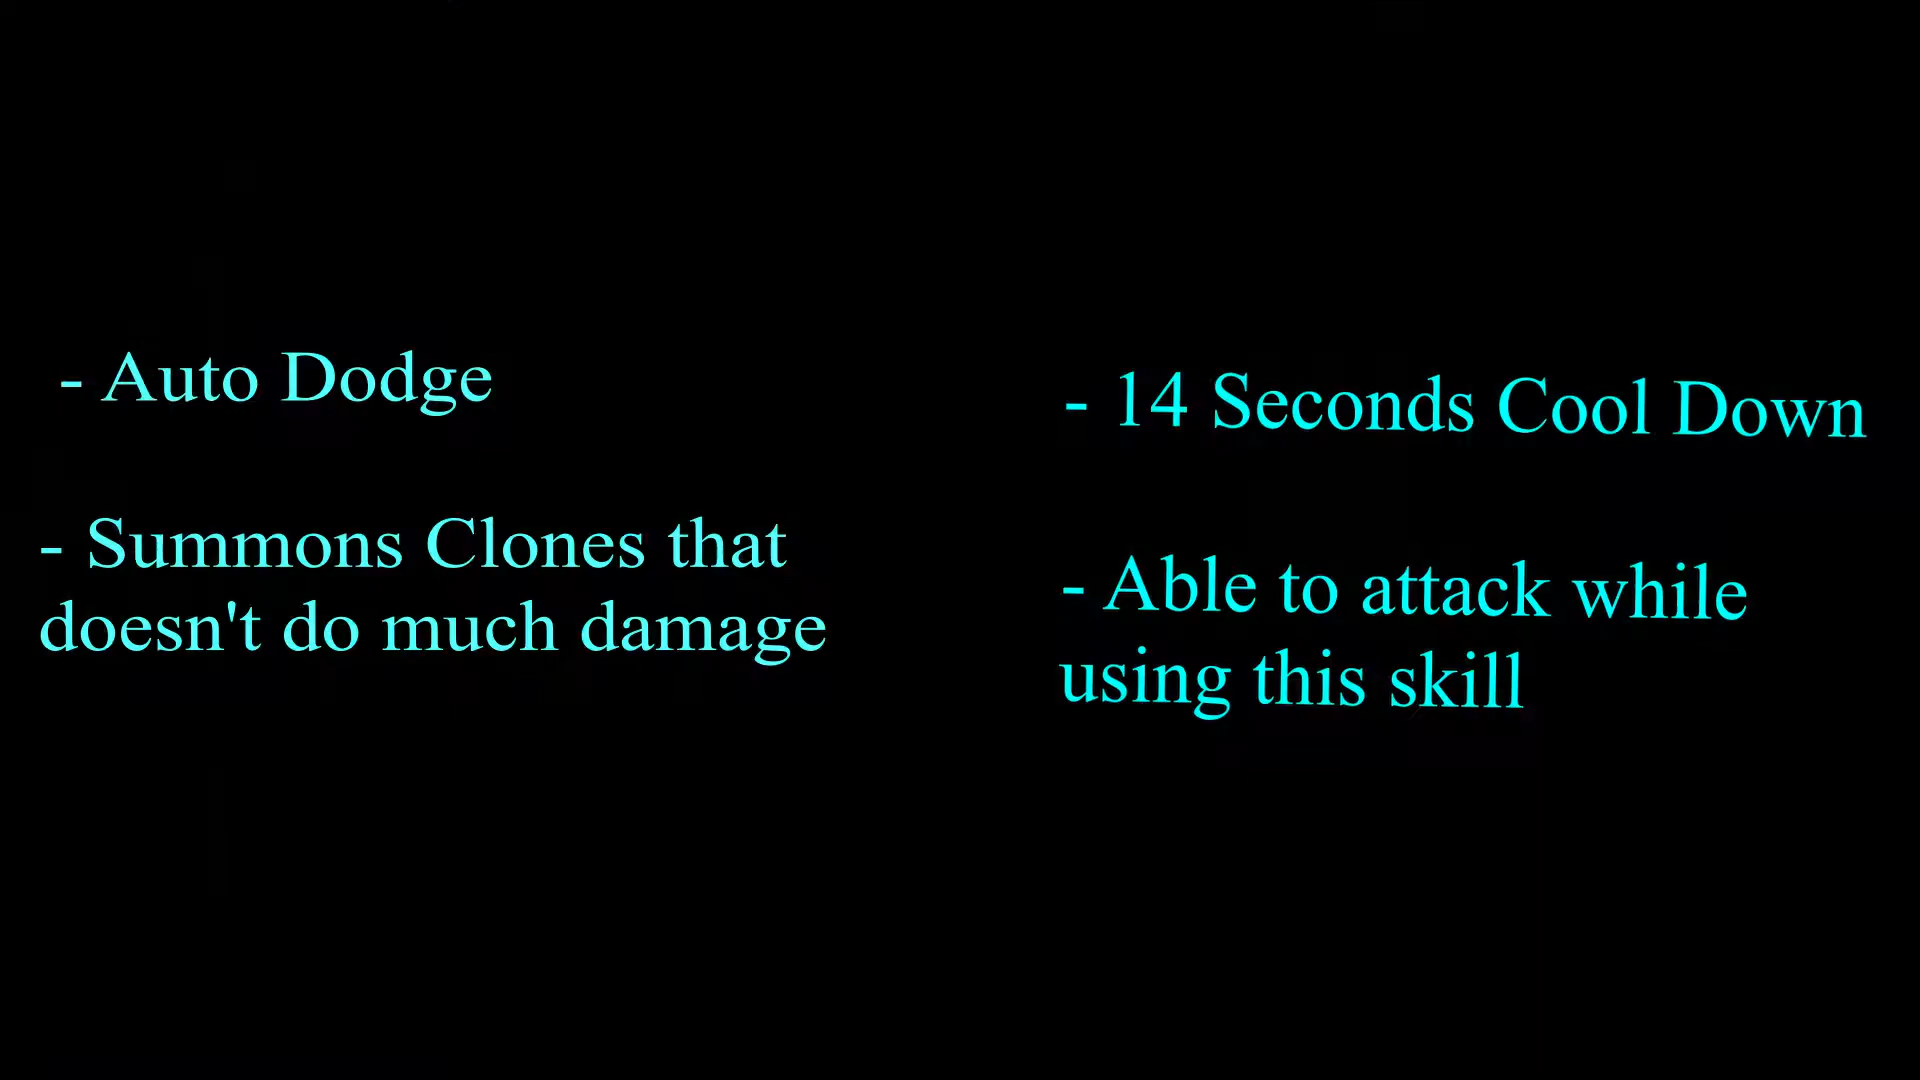 - Auto Dodge
- Summons Clones that
doesn't do much damage
- 14 Seconds Cool Down
- Able to attack while
using this skill